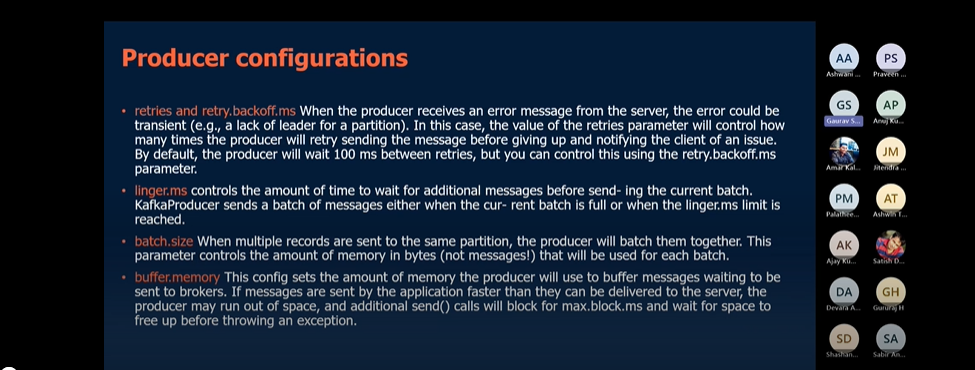 Producer configurations
• retries and retry.backoff.ms When the producer receives an error message from the server, the error could be
transient (e.g., a lack of leader for a partition). In this case, the value of the retries parameter will control how
many times the producer will retry sending the message before giving up and notifying the client of an issue.
By default, the producer will wait 100 ms between retries, but you can control this using the retry.backoff.ms
parameter.
• linger.ms controls the amount of time to wait for additional messages before send- ing the current batch.
KafkaProducer sends a batch of messages either when the cur- rent batch is full or when the linger.ms limit is
reached.
• batch.size When multiple records are sent to the same partition, the producer will batch them together. This
parameter controls the amount of memory in bytes (not messages!) that will be used for each batch.
• buffer.memory This config sets the amount of memory the producer will use to buffer messages waiting to be
sent to brokers. If messages are sent by the application faster than they can be delivered to the server, the
producer may run out of space, and additional send() calls will block for max.block.ms and wait for space to
free up before throwing an exception.
AA PS
Ashwani ... Praveen ...
GS AP
Gaurav S... Anuj Ku...
Amar Kal... Jitendra ...
JM
PM AT
Palathee... Ashwin T...
AK
Ajay Ku... Satish D...
DA GH
Devara A... Gururaj H
SD SA
Shashan... Sabir An...